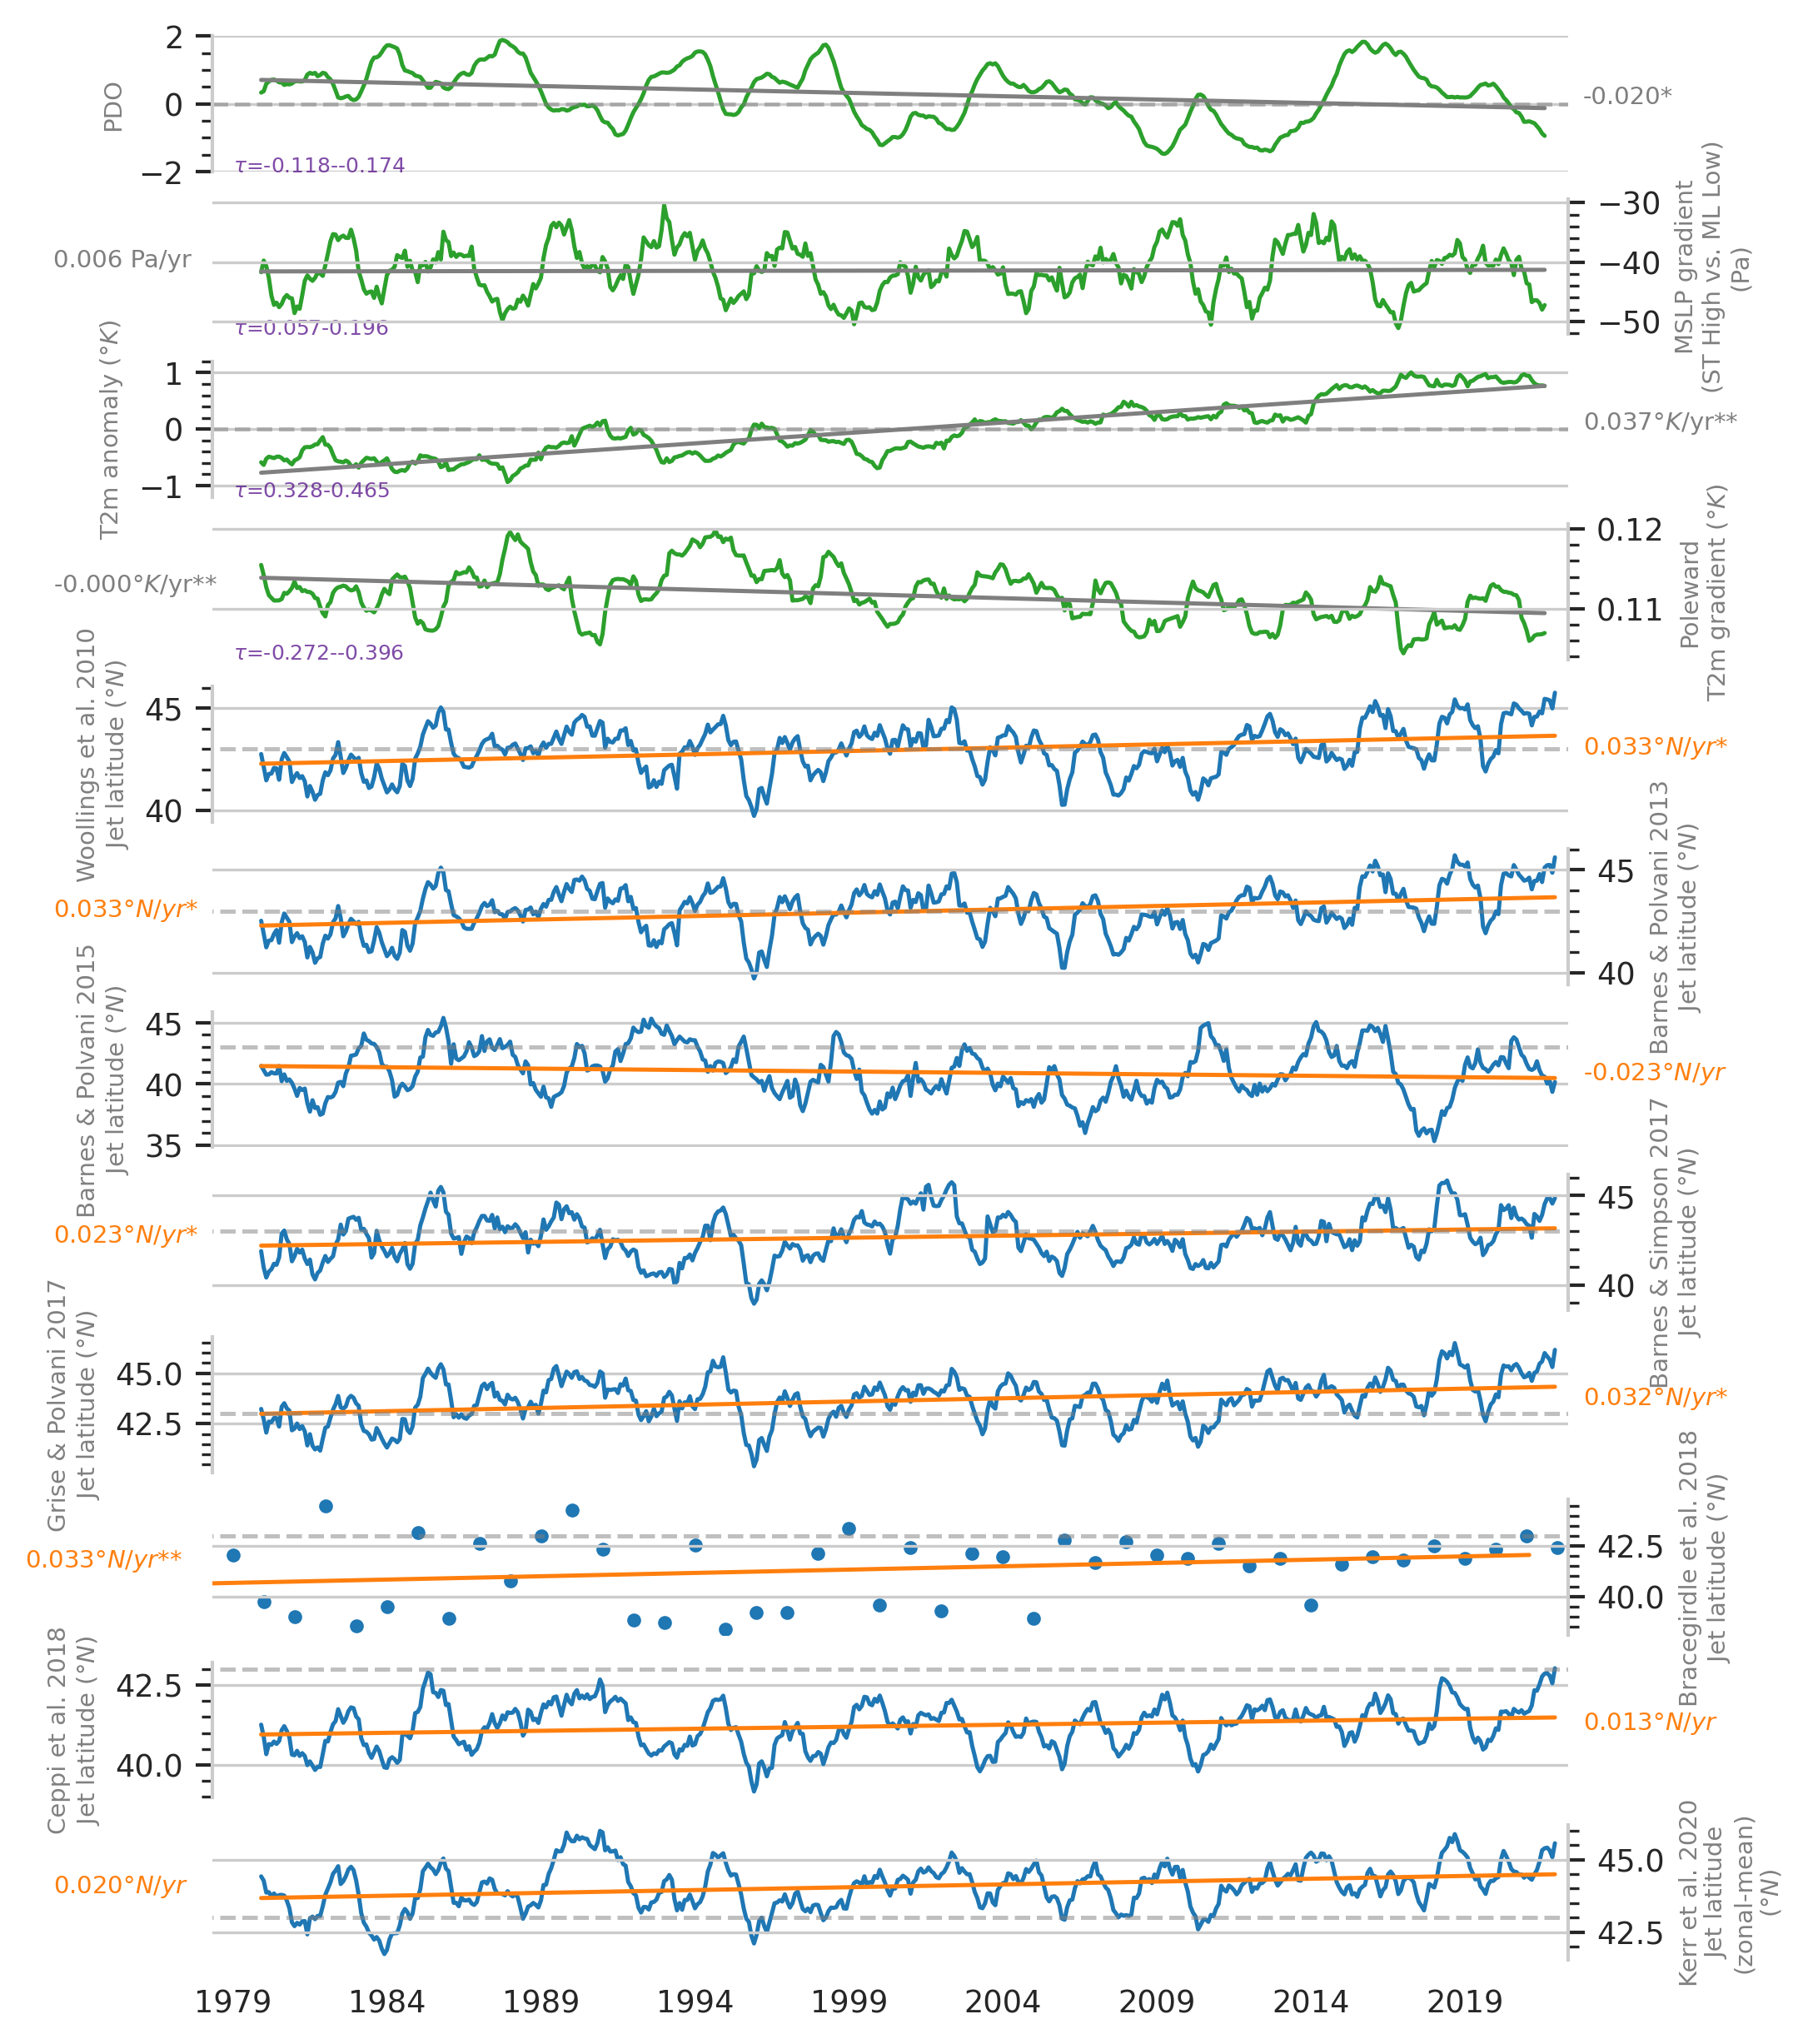 PDO
2
0
−2
τ=-0.118--0.174
-0.020*
0.006 Pa/yr
τ=0.057-0.196
−30
−40
−50
MSLP gradient
(ST High vs. ML Low)
(Pa)
T2m anomaly (°K)
1
0
−1
τ=0.328-0.465
0.037°K/yr**
-0.000°K/yr**
τ=-0.272--0.396
0.12
0.11
Poleward
T2m gradient (°K)
Woollings et al. 2010
Jet latitude (°N)
45
40
0.033°N/yr*
0.033°N/yr*
45
40
Barnes & Polvani 2013
Jet latitude (°N)
Barnes & Polvani 2015
Jet latitude (°N)
45
40
35
-0.023°N/yr
0.023°N/yr*
45
40
Barnes & Simpson 2017
Jet latitude (°N)
Grise & Polvani 2017
Jet latitude (°N)
45.0
42.5
0.032°N/yr*
0.033°N/yr**
42.5
40.0
Bracegirdle et al. 2018
Jet latitude (°N)
Ceppi et al. 2018
Jet latitude (°N)
42.5
40.0
0.013°N/yr
0.020°N/yr
45.0
42.5
Kerr et al. 2020
Jet latitude
(zonal-mean)
(°N)
1979 1984 1989 1994 1999 2004 2009 2014 2019